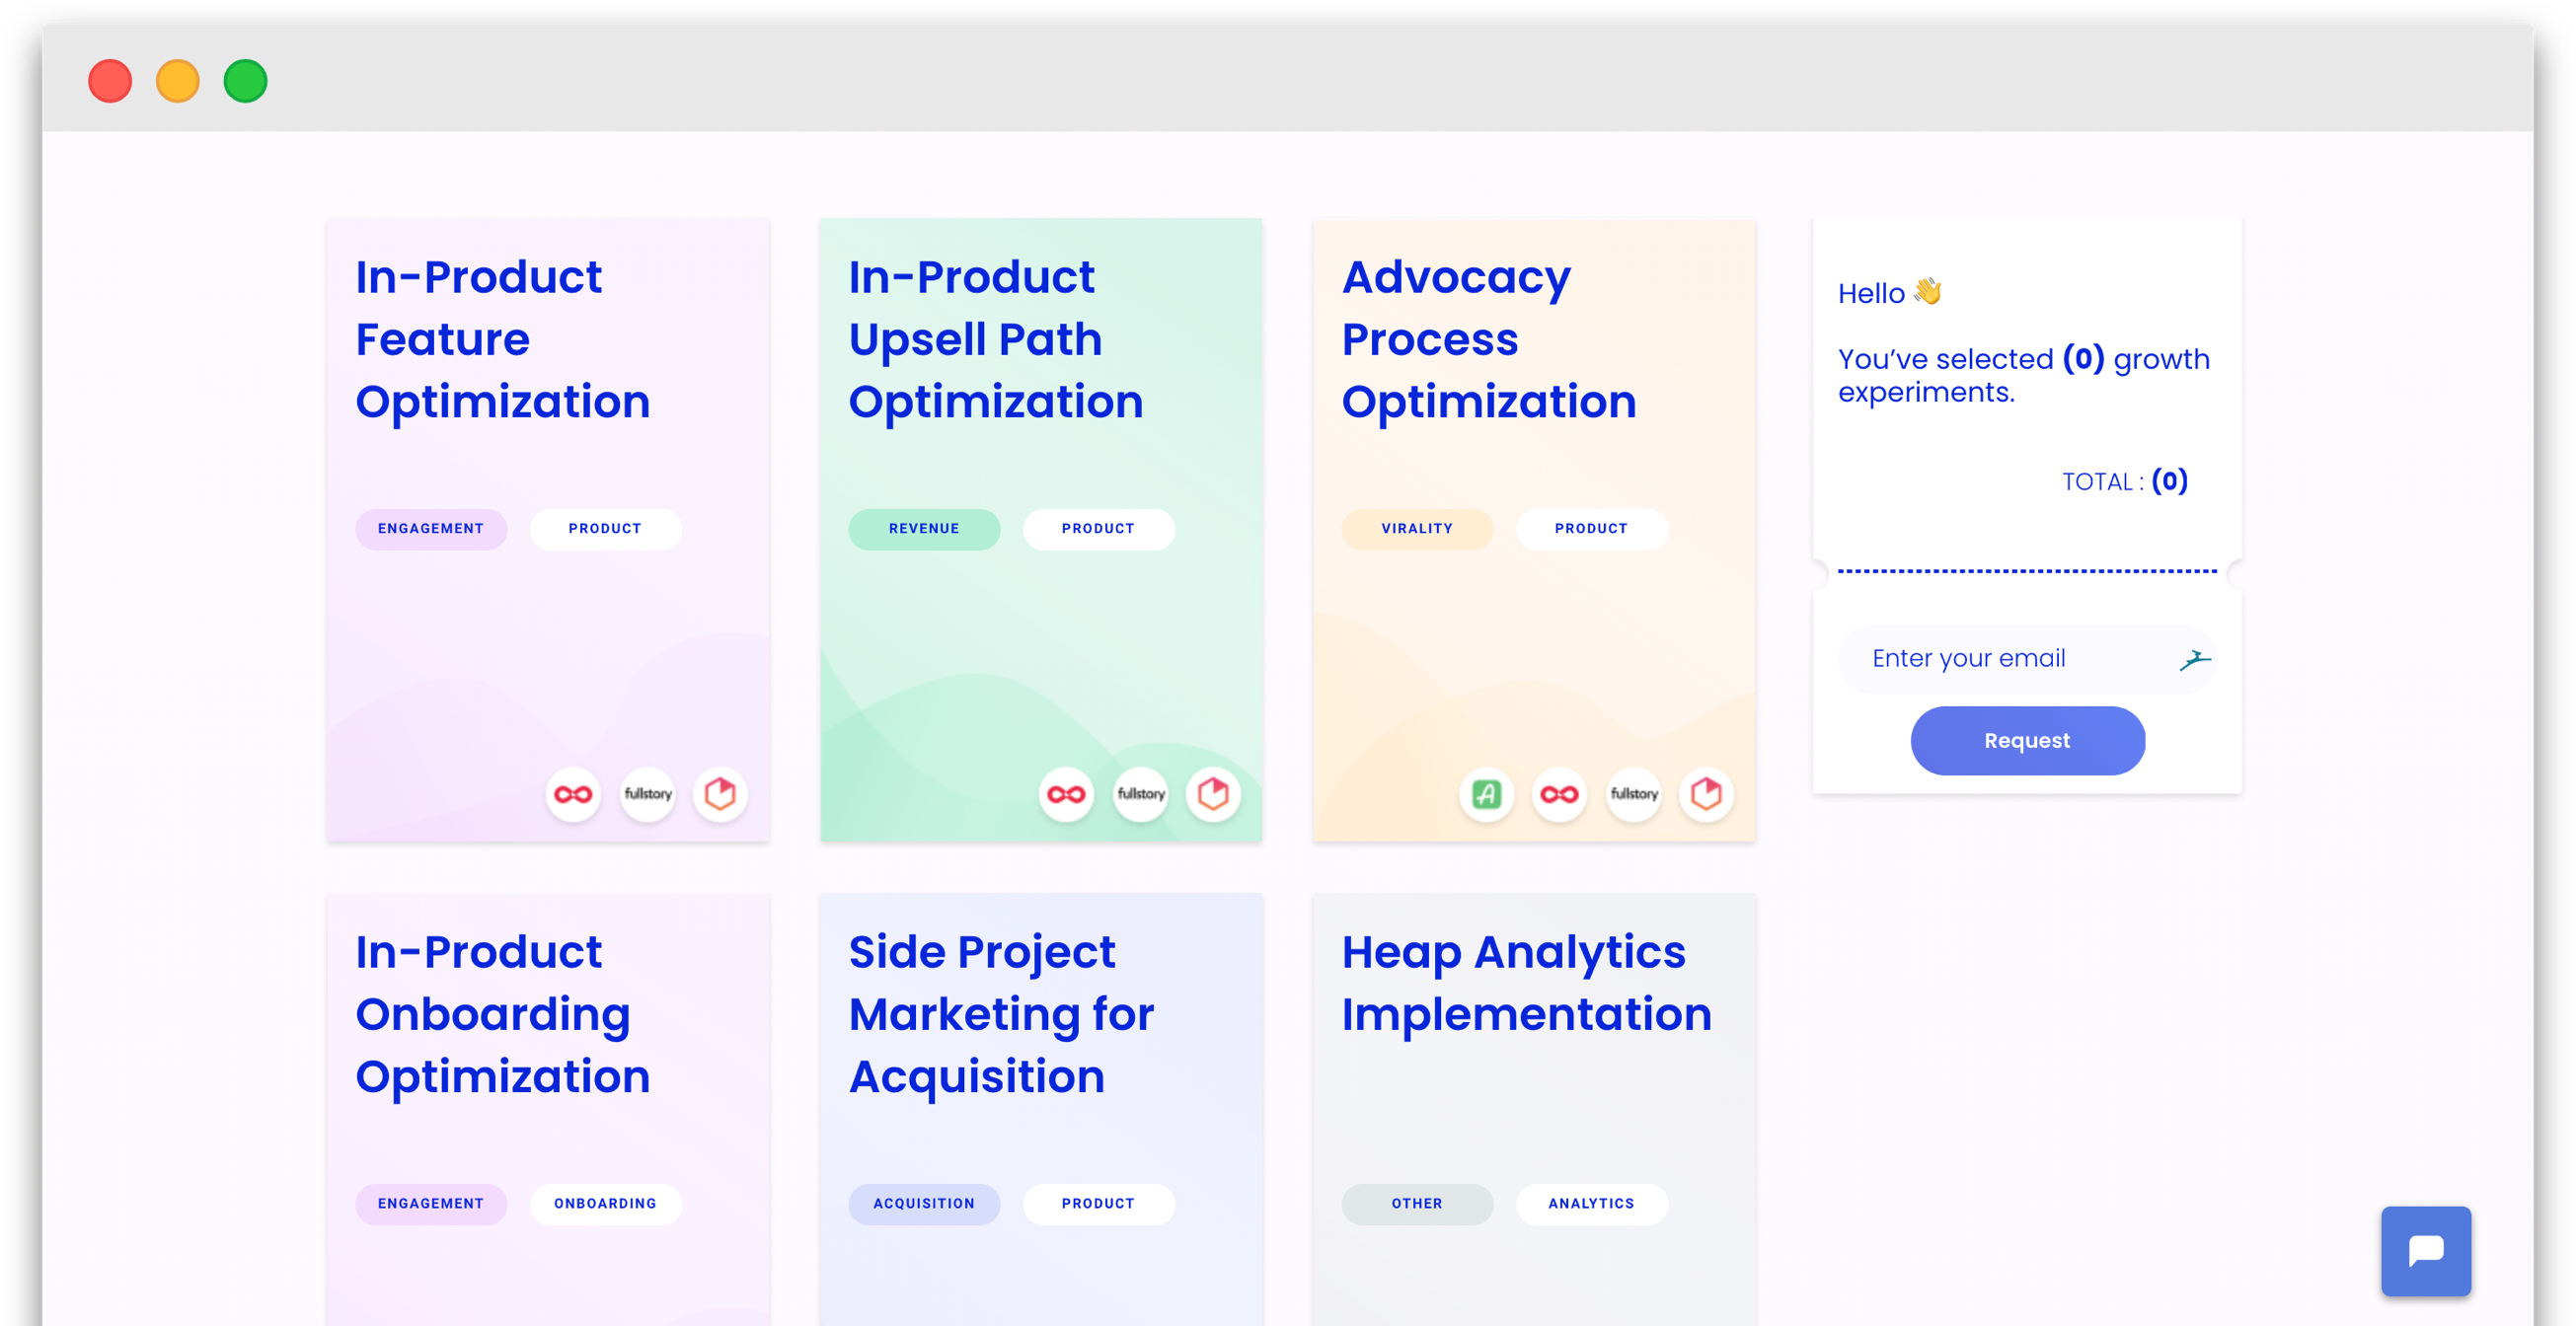 In-Product
Feature
Optimization
ENGAGEMENT
PRODUCT
fullstory
In-Product
Upsell Path
Optimization
REVENUE
PRODUCT
fullstory
Advocacy
Process
Optimization
VIRALITY
PRODUCT
fullstory
Hello 👋
You’ve selected (0) growth
experiments.
TOTAL : (0)
Enter your email
Request
In-Product
Onboarding
Optimization
ENGAGEMENT
ONBOARDING
Side Project
Marketing for
Acquisition
ACQUISITION
PRODUCT
Heap Analytics
Implementation
OTHER
ANALYTICS